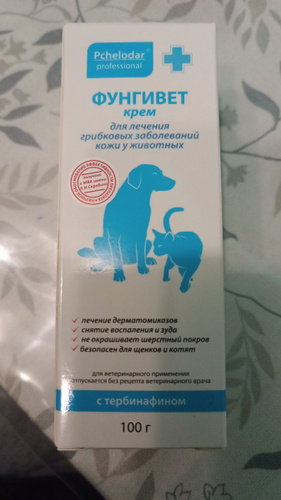 Pchelodar®
professional
ФУНГИВЕТ
крем
для лечения
грибковых заболеваний
кожи у животных
лечение дерматомикозов
снятие воспаления и зуда
не окрашивает шерстный покров
безопасен для щенков и котят
для ветеринарного применения
отпускается без рецепта ветеринарного врача
с тербинафином
100 г